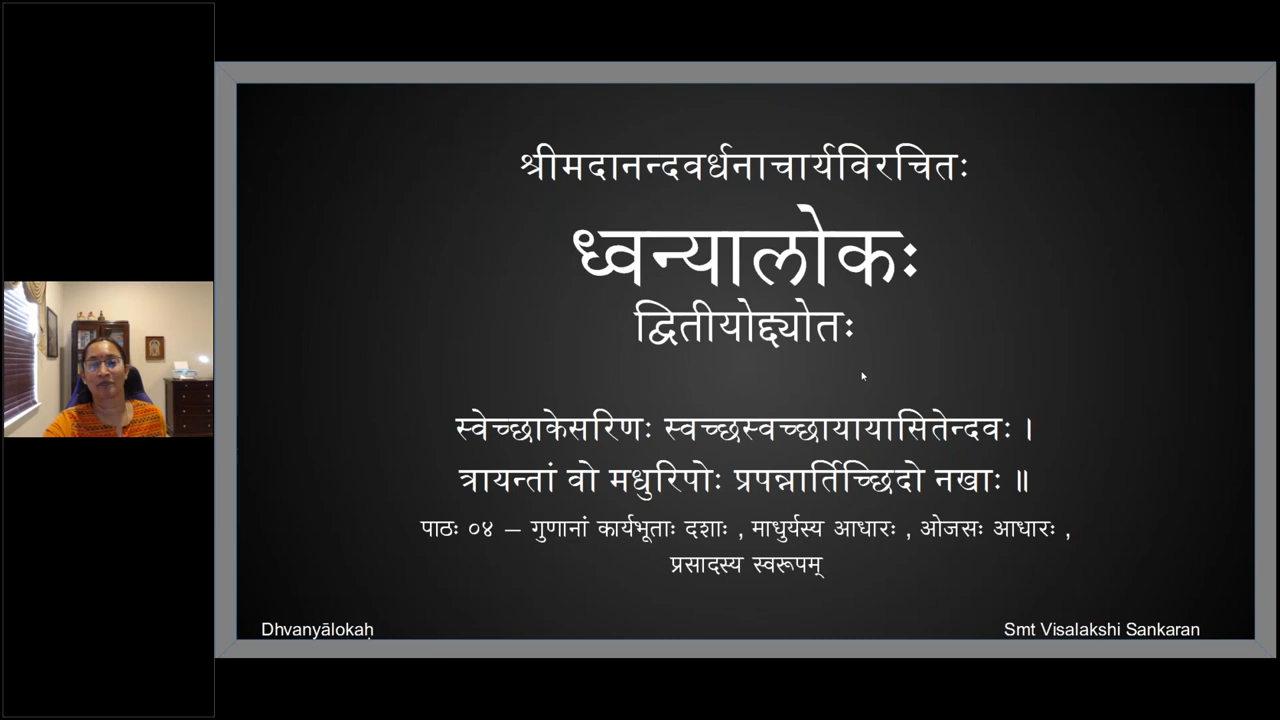 श्रीमदानन्दवर्धनाचार्यविरचितः
ध्वन्यालोकः
द्वितीयोद्द्योतः
स्वेच्छाकेसरिणः स्वच्छस्वच्छायायासितेन्दवः ।
त्रायन्तां वो मधुरिपोः प्रपन्नार्तिच्छिदो नखाः ॥
पाठः ०४ – गुणानां कार्यभूताः दशाः , माधुर्यस्य आधारः , ओजसः आधारः ,
प्रसादस्य स्वरूपम्
Dhvanyālokaḥ
Smt Visalakshi Sankaran